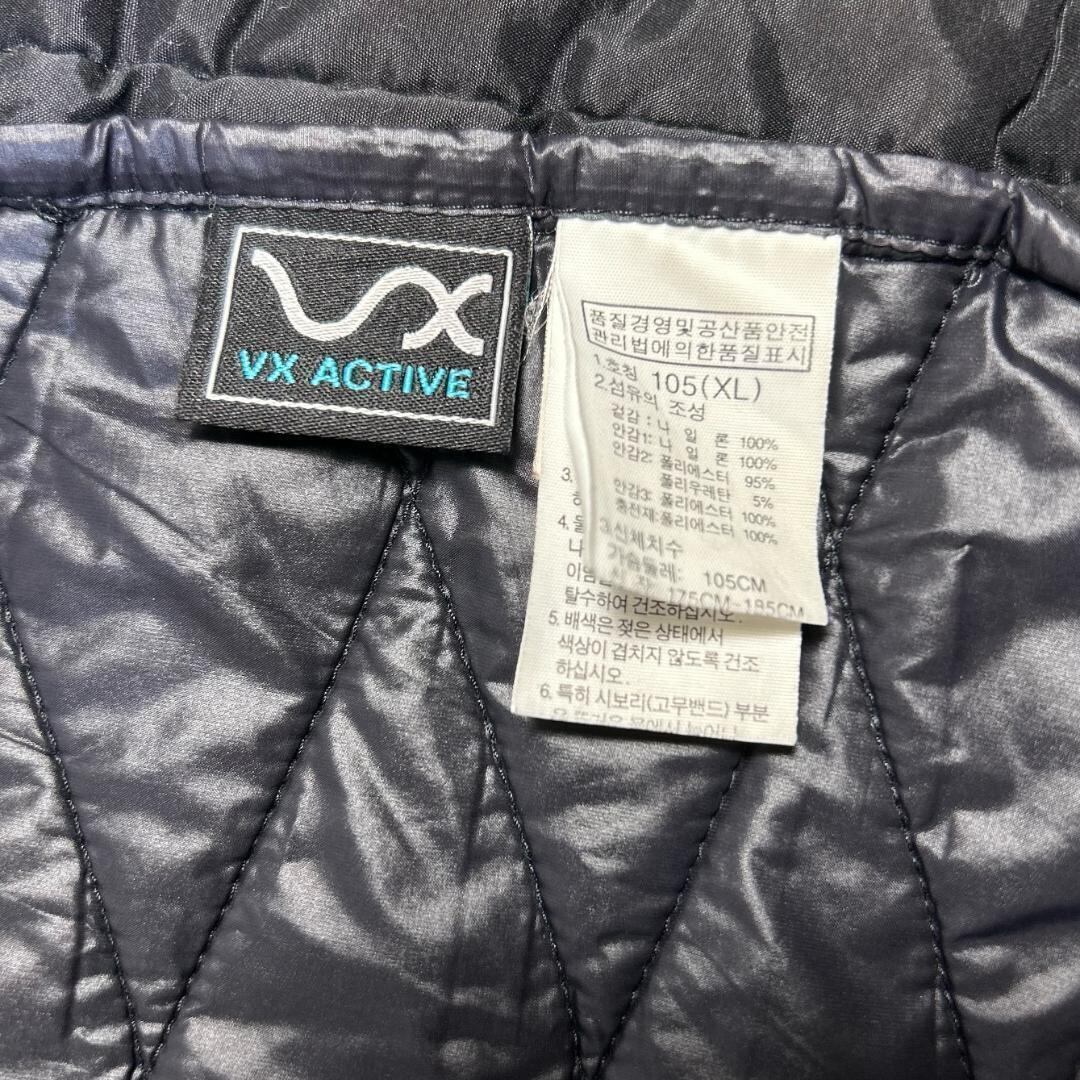 VX
VX ACTIVE
품질경영및공산품안전
관리법에의한품질표시
1.호칭 105(XL)
2.섬유의 조성
겉감 : 나 일 론 100%
안감1: 나 일 론 100%
안감2: 폴리에스터 95%
폴리우레탄 5%
안감3: 폴리에스터 100%
충전재:폴리에스터 100%
3.신체치수
가슴둘레: 105CM
신 장: 175CM~185CM
3.
4.
탈수하여 건조하십시오.
5. 배색은 젖은 상태에서
색상이 겹치지 않도록 건조
하십시오.
6. 특히 시보리(고무밴드) 부분